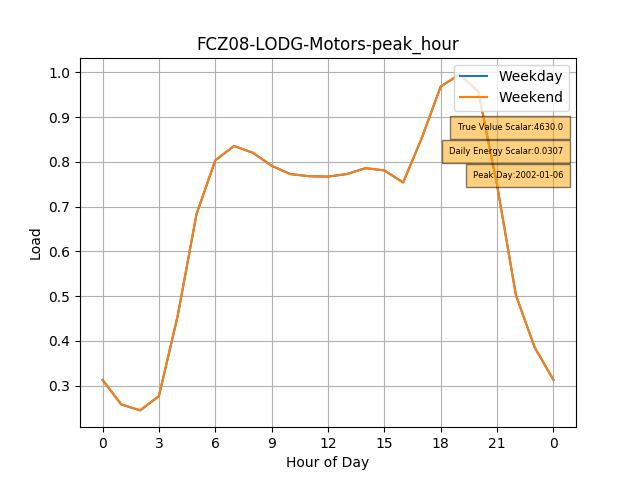 FCZ08-LODG-Motors-peak_hour
Weekday
Weekend
True Value Scalar:4630.0
Daily Energy Scalar:0.0307
Peak Day:2002-01-06
Load
1.0
0.9
0.8
0.7
0.6
0.5
0.4
0.3
0 3 6 9 12 15 18 21 0
Hour of Day